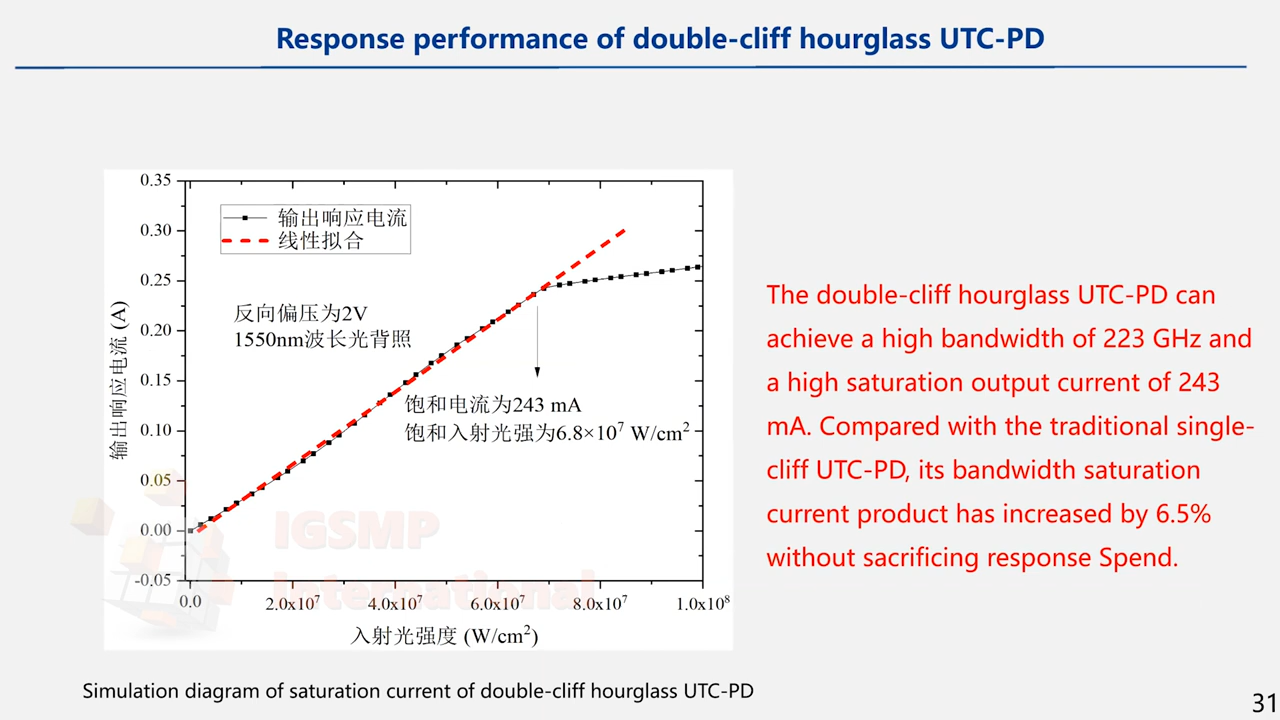 Response performance of double-cliff hourglass UTC-PD
0.35
0.30
0.25
0.20
0.15
0.10
0.05
0.00
-0.05
输出响应电流 (A)
输出响应电流
线性拟合
反向偏压为2V
1550nm波长光背照
饱和电流为243 mA
饱和入射光强为6.8×10⁷ W/cm²
IGSMP
International
0.0 2.0x10⁷ 4.0x10⁷ 6.0x10⁷ 8.0x10⁷ 1.0x10⁸
入射光强度 (W/cm²)
The double-cliff hourglass UTC-PD can
achieve a high bandwidth of 223 GHz and
a high saturation output current of 243
mA. Compared with the traditional single-
cliff UTC-PD, its bandwidth saturation
current product has increased by 6.5%
without sacrificing response Spend.
Simulation diagram of saturation current of double-cliff hourglass UTC-PD
31